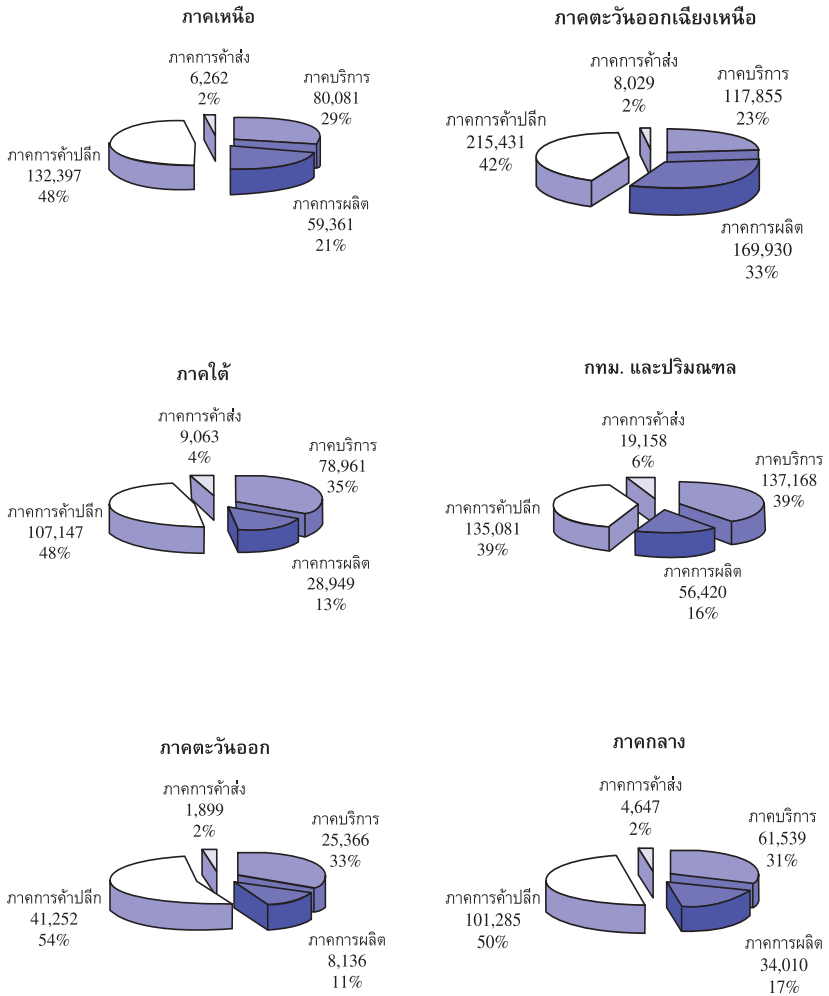 ภาคเหนือ
ภาคการค้าส่ง
6,262
2%
ภาคบริการ
80,081
29%
ภาคการค้าปลีก
132,397
48%
ภาคการผลิต
59,361
21%
ภาคตะวันออกเฉียงเหนือ
ภาคการค้าส่ง
8,029
2%
ภาคบริการ
117,855
23%
ภาคการค้าปลีก
215,431
42%
ภาคการผลิต
169,930
33%
ภาคใต้
ภาคการค้าส่ง
9,063
4%
ภาคบริการ
78,961
35%
ภาคการค้าปลีก
107,147
48%
ภาคการผลิต
28,949
13%
กทม. และปริมณฑล
ภาคการค้าส่ง
19,158
6%
ภาคบริการ
137,168
39%
ภาคการค้าปลีก
135,081
39%
ภาคการผลิต
56,420
16%
ภาคตะวันออก
ภาคการค้าส่ง
1,899
2%
ภาคบริการ
25,366
33%
ภาคการค้าปลีก
41,252
54%
ภาคการผลิต
8,136
11%
ภาคกลาง
ภาคการค้าส่ง
4,647
2%
ภาคบริการ
61,539
31%
ภาคการค้าปลีก
101,285
50%
ภาคการผลิต
34,010
17%